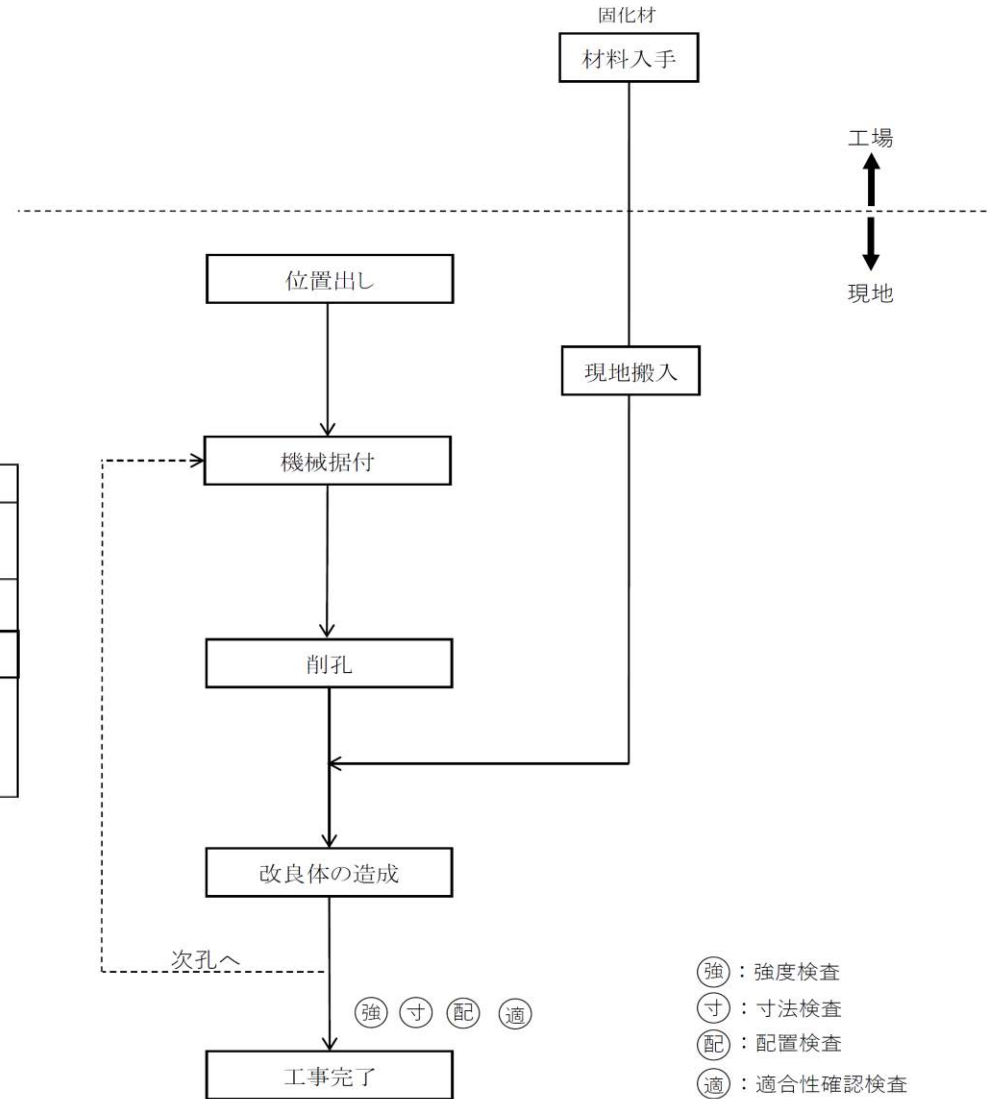 固化材
材料入手
工場
現地
位置出し
現地搬入
機械据付
削孔
改良体の造成
次孔へ
強 寸 配 適
工事完了
強：強度検査
寸：寸法検査
配：配置検査
適：適合性確認検査